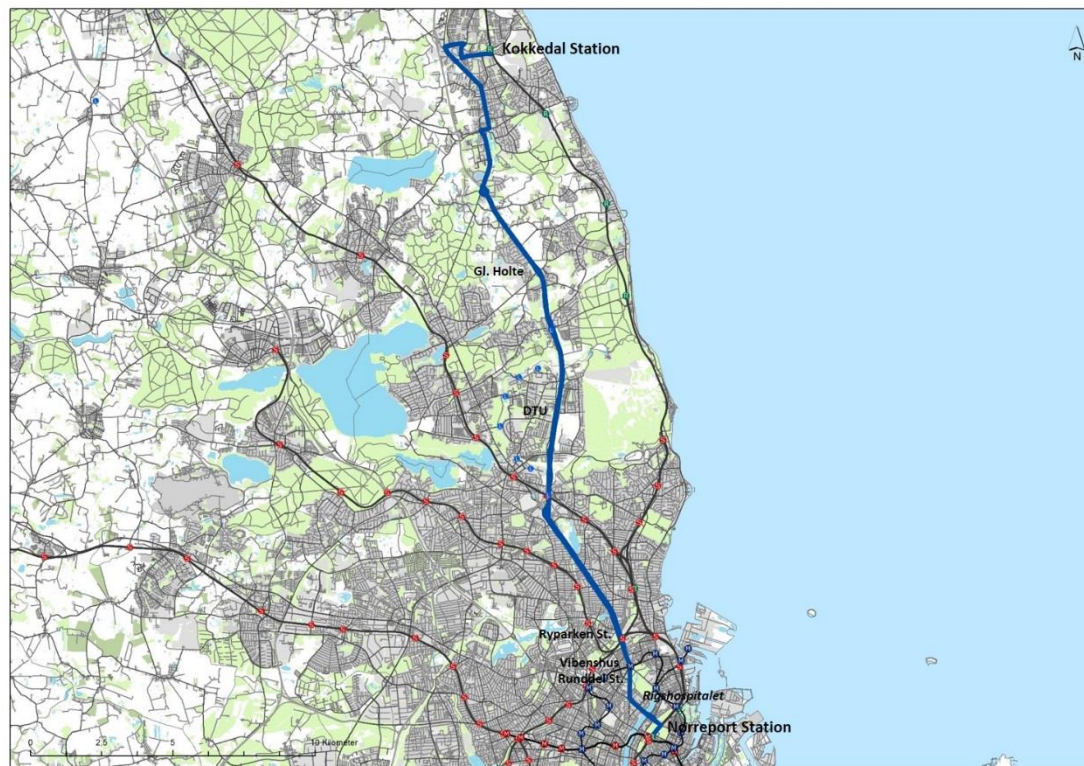 Kokkedal Station
N
Gl. Holte
DTU
Ryparken St.
Vibenshus
Runddel St.
Rigshospitalet
Nørreport Station
0
2.5
5
10 Kilometer